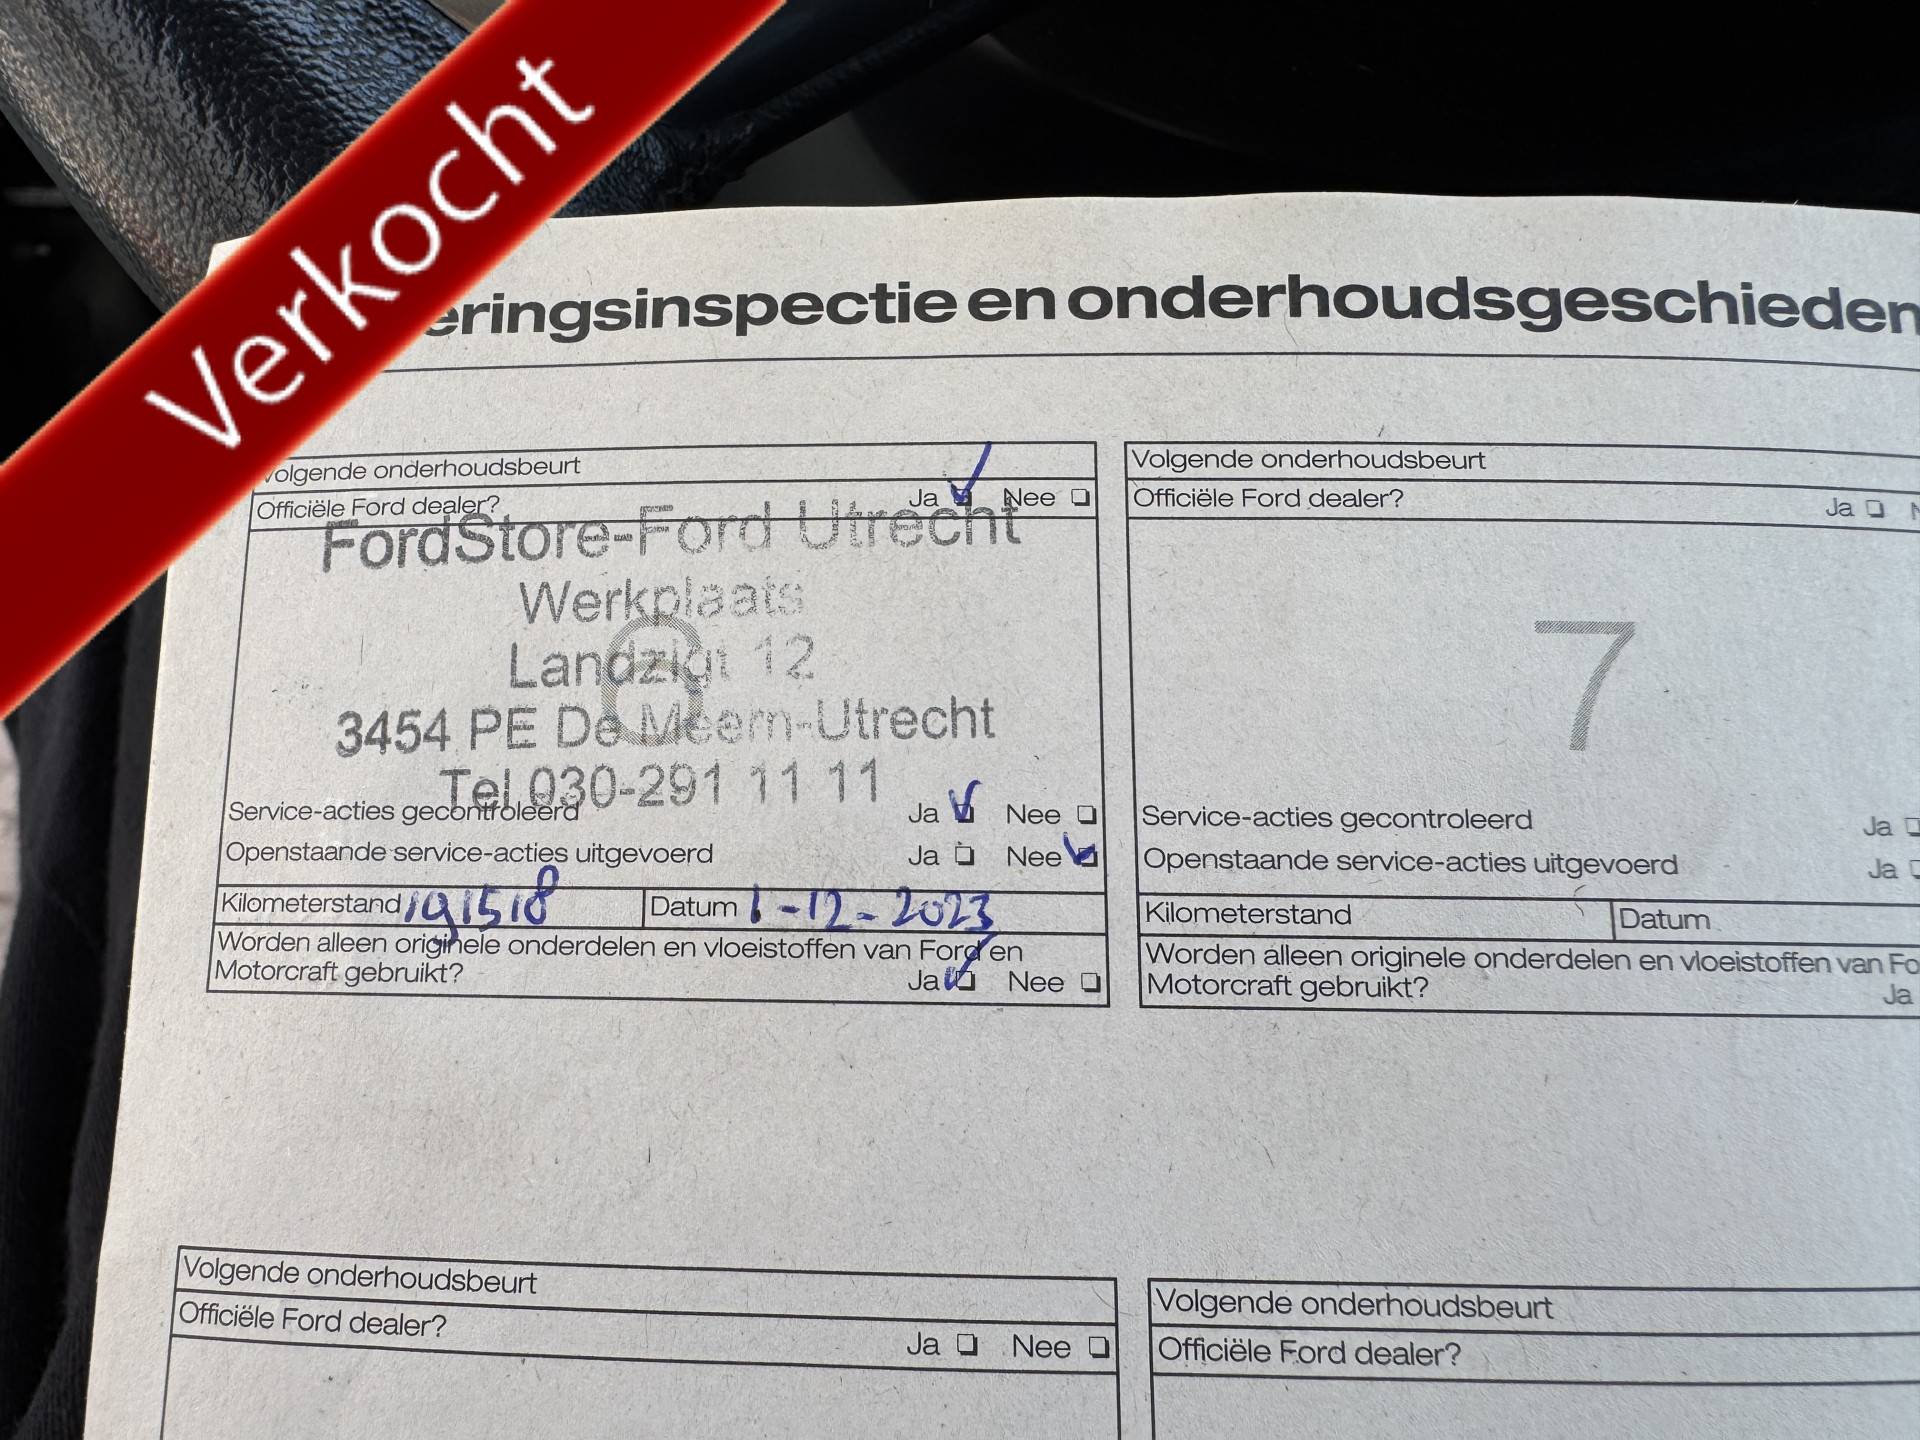 Verkocht
eringsinspectie en onderhoudsgeschieden
Volgende onderhoudsbeurt
Officiële Ford dealer? Ja Nee
FordStore-Ford Utrecht
Werkplaats
Landzigt 12
3454 PE De Meern-Utrecht
Tel 030-291 11 11
6
Service-acties gecontroleerd Ja Nee
Openstaande service-acties uitgevoerd Ja Nee
Kilometerstand 191518 Datum 1-12-2023
Worden alleen originele onderdelen en vloeistoffen van Ford en
Motorcraft gebruikt? Ja Nee
Volgende onderhoudsbeurt
Officiële Ford dealer? Ja N
7
Service-acties gecontroleerd Ja
Openstaande service-acties uitgevoerd Ja
Kilometerstand Datum
Worden alleen originele onderdelen en vloeistoffen van Fo
Motorcraft gebruikt? Ja
Volgende onderhoudsbeurt
Officiële Ford dealer? Ja Nee
Volgende onderhoudsbeurt
Officiële Ford dealer?